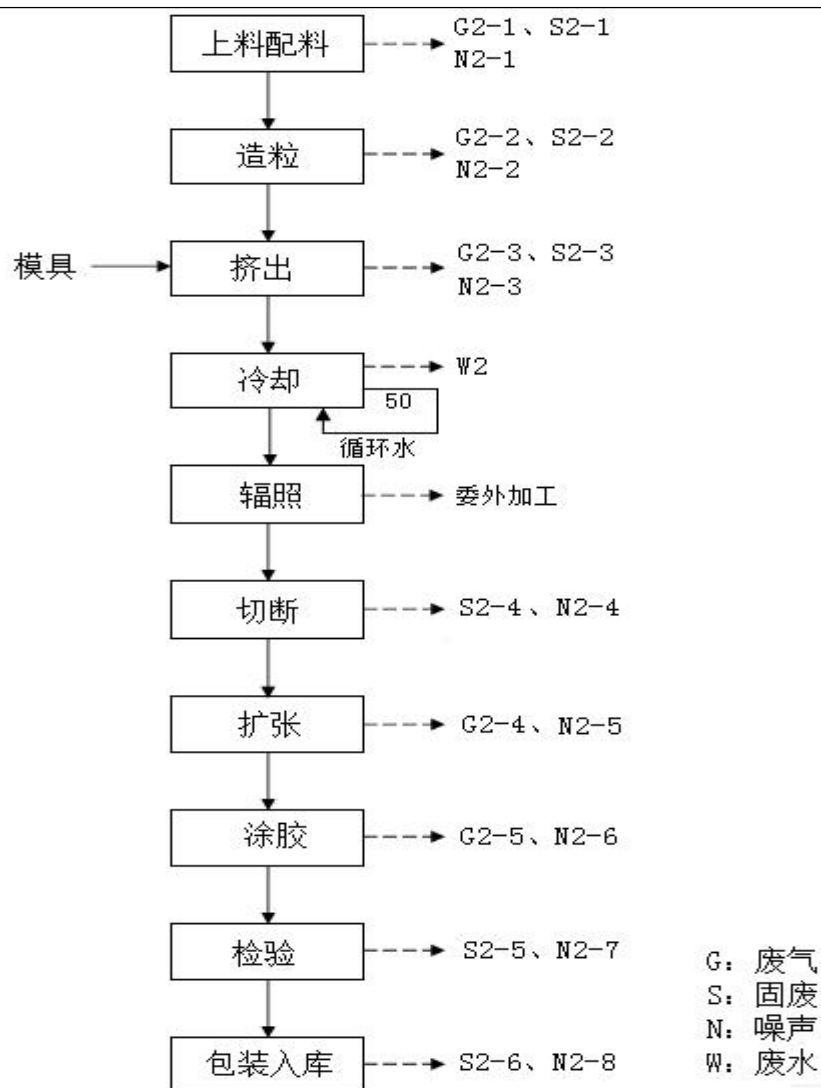 上料配料
G2-1、S2-1
N2-1
造粒
G2-2、S2-2
N2-2
模具
挤出
G2-3、S2-3
N2-3
冷却
W2
50
循环水
辐照
委外加工
切断
S2-4、N2-4
扩张
G2-4、N2-5
涂胶
G2-5、N2-6
检验
S2-5、N2-7
包装入库
S2-6、N2-8
G: 废气
S: 固废
N: 噪声
W: 废水